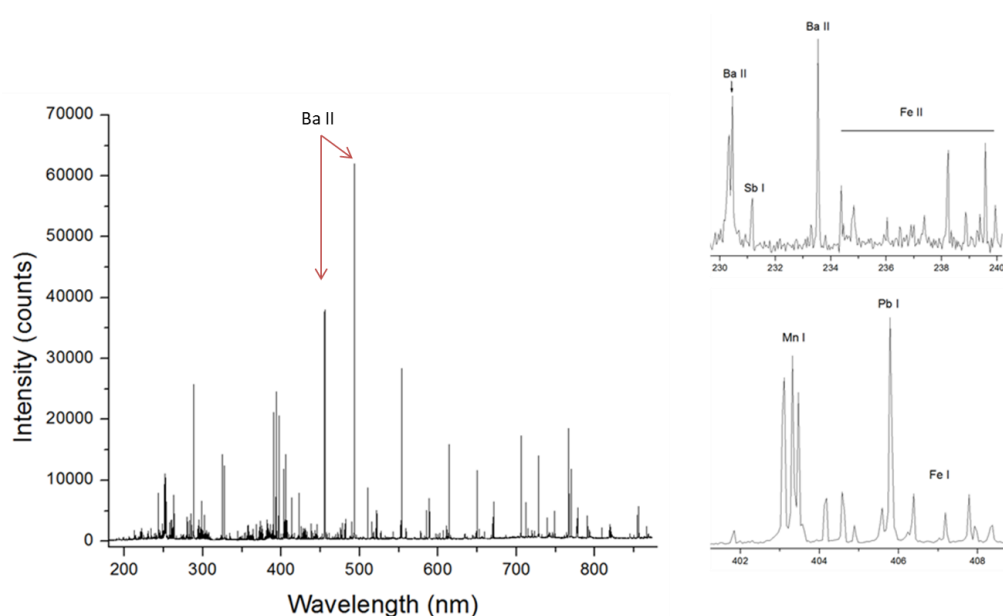 Ba II
70000
60000
50000
40000
30000
20000
10000
0
Intensity (counts)
200 300 400 500 600 700 800
Wavelength (nm)
Ba II
Ba II
Fe II
Sb I
230 232 234 236 238 240
Pb I
Mn I
Fe I
402 404 406 408